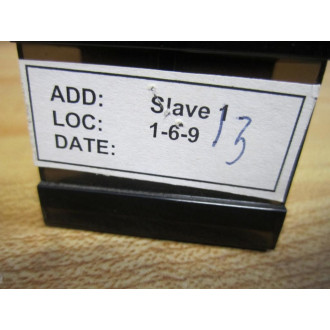 ADD: Slave 1
LOC: 1-6-9 13
DATE: